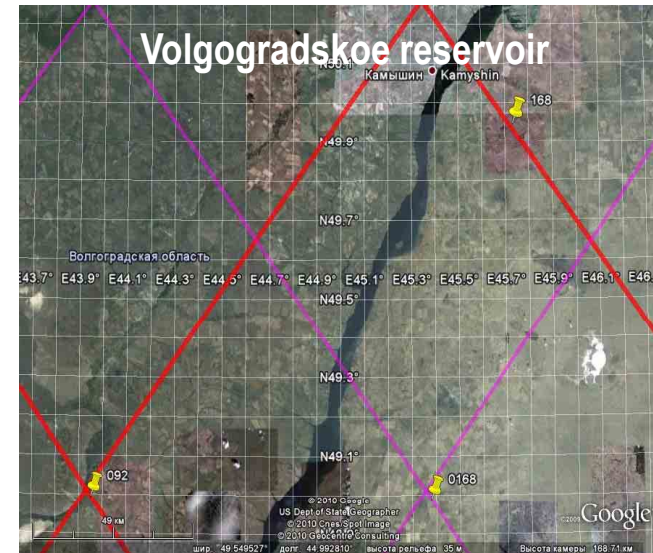 Volgogradskoe reservoir
N50.1°
Камышин Kamyshin
168
N49.9°
N49.7°
Волгоградская область
E43.7° E43.9° E44.1° E44.3° E44.5° E44.7° E44.9° E45.1° E45.3° E45.5° E45.7° E45.9° E46.1° E46.
N49.5°
N49.3°
N49.1°
092
0168
© 2010 Google
US Dept of State Geographer
© 2010 Cnes/Spot Image
© 2010 Geocentre Consulting
49 км
©2009 Google
шир. 49.549527° долг. 44.992810° высота рельефа 35 м Высота камеры 168.71 км